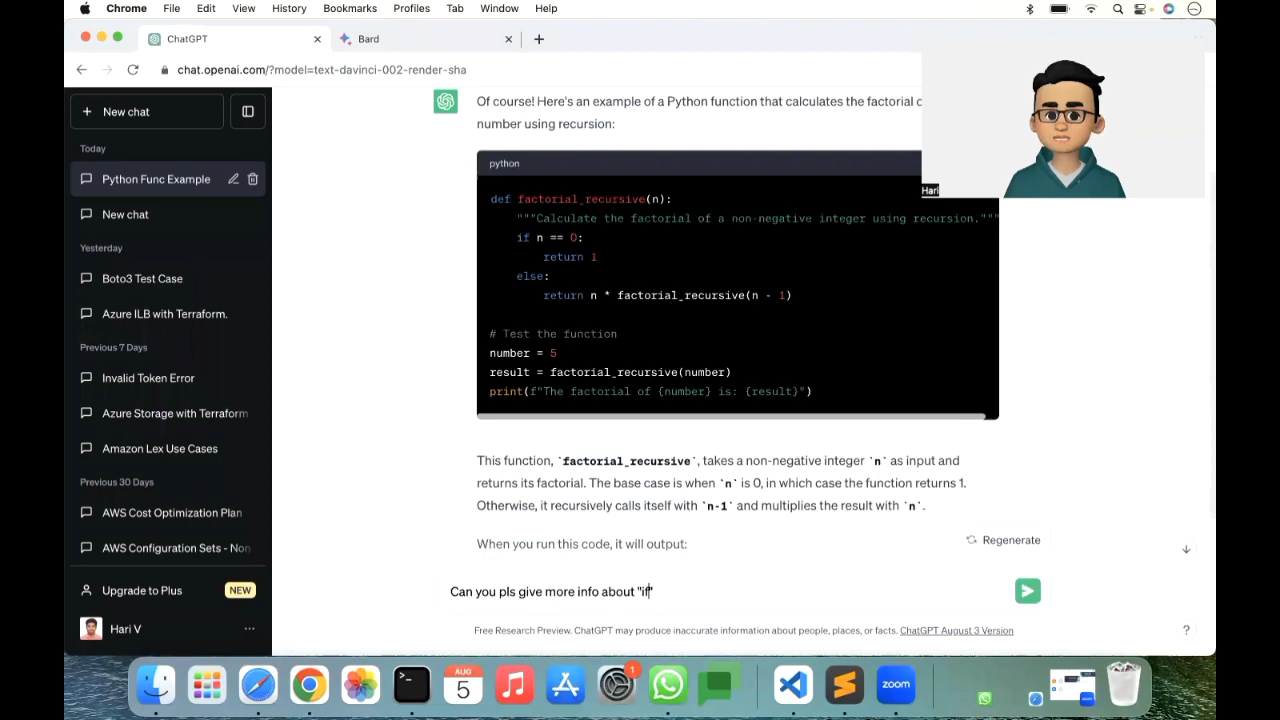 Chrome File Edit View History Bookmarks Profiles Tab Window Help
ChatGPT
Bard
chat.openai.com/?model=text-davinci-002-render-sha
New chat
Today
Python Func Example
New chat
Yesterday
Boto3 Test Case
Azure ILB with Terraform.
Previous 7 Days
Invalid Token Error
Azure Storage with Terraform
Amazon Lex Use Cases
Previous 30 Days
AWS Cost Optimization Plan
AWS Configuration Sets - Non
Upgrade to Plus NEW
Hari V
Of course! Here's an example of a Python function that calculates the factorial
number using recursion:
Hari
python
def factorial_recursive(n):
"""Calculate the factorial of a non-negative integer using recursion."""
if n == 0:
return 1
else:
return n * factorial_recursive(n - 1)
# Test the function
number = 5
result = factorial_recursive(number)
print(f"The factorial of {number} is: {result}")
This function, `factorial_recursive`, takes a non-negative integer `n` as input and
returns its factorial. The base case is when `n` is 0, in which case the function returns 1.
Otherwise, it recursively calls itself with `n-1` and multiplies the result with `n`.
When you run this code, it will output:
Regenerate
Can you pls give more info about "if"
Free Research Preview. ChatGPT may produce inaccurate information about people, places, or facts. ChatGPT August 3 Version
?
AUG
5
1
zoom